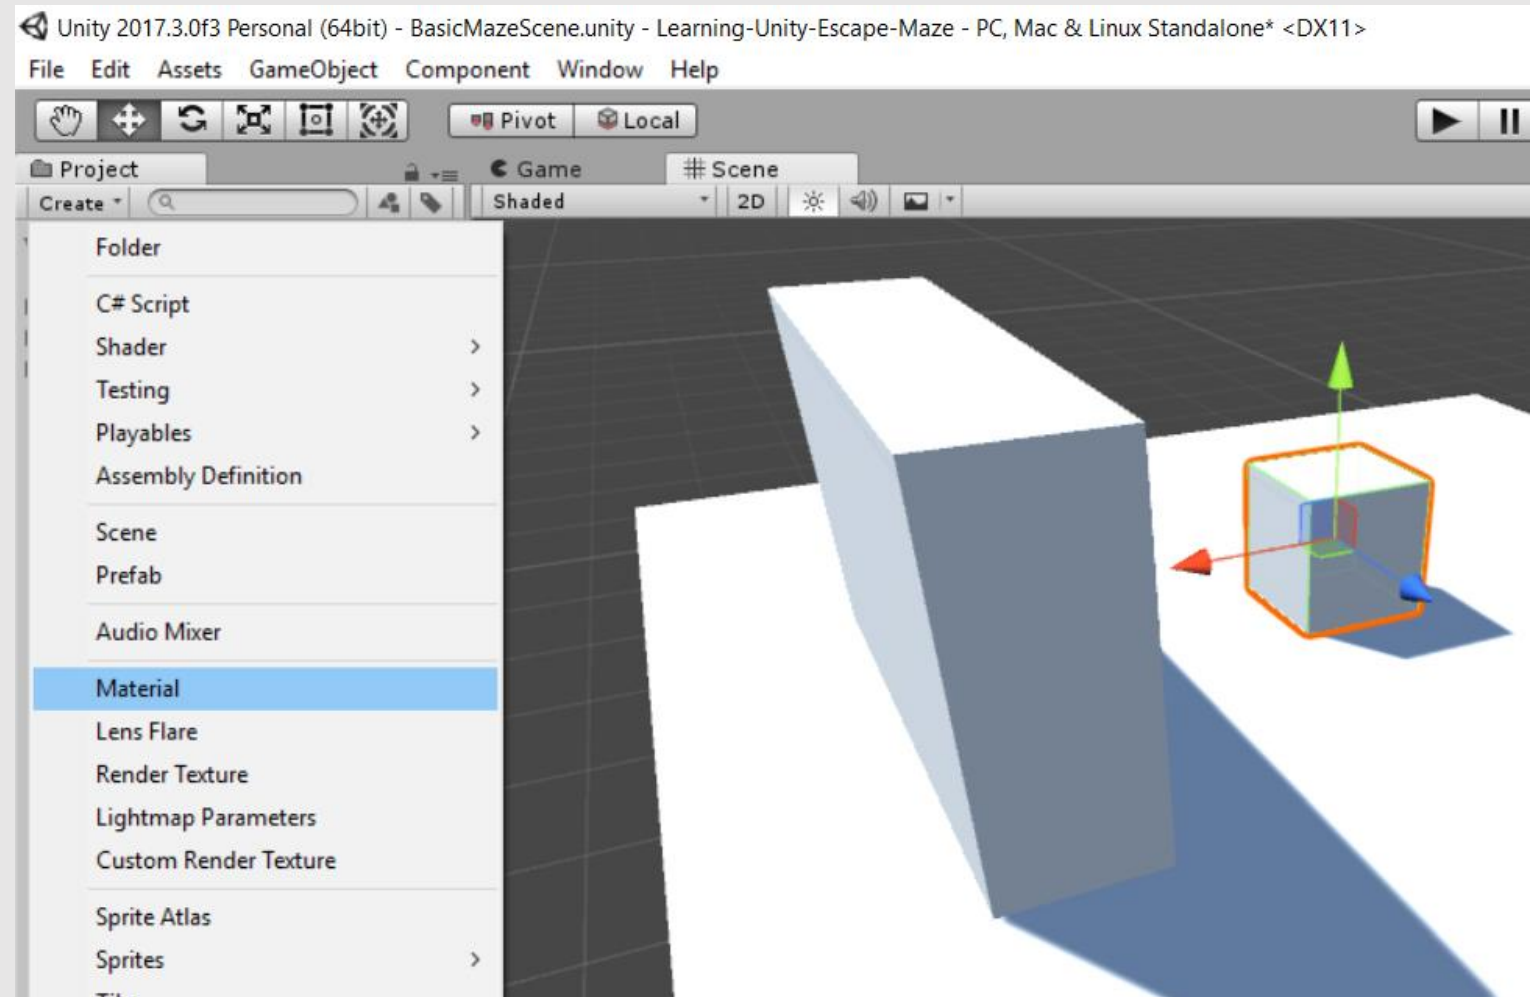 Unity 2017.3.0f3 Personal (64bit) - BasicMazeScene.unity - Learning-Unity-Escape-Maze - PC, Mac & Linux Standalone* <DX11>
File Edit Assets GameObject Component Window Help
Pivot Local
Project Game Scene
Create Shaded 2D
Folder
C# Script
Shader
Testing
Playables
Assembly Definition
Scene
Prefab
Audio Mixer
Material
Lens Flare
Render Texture
Lightmap Parameters
Custom Render Texture
Sprite Atlas
Sprites